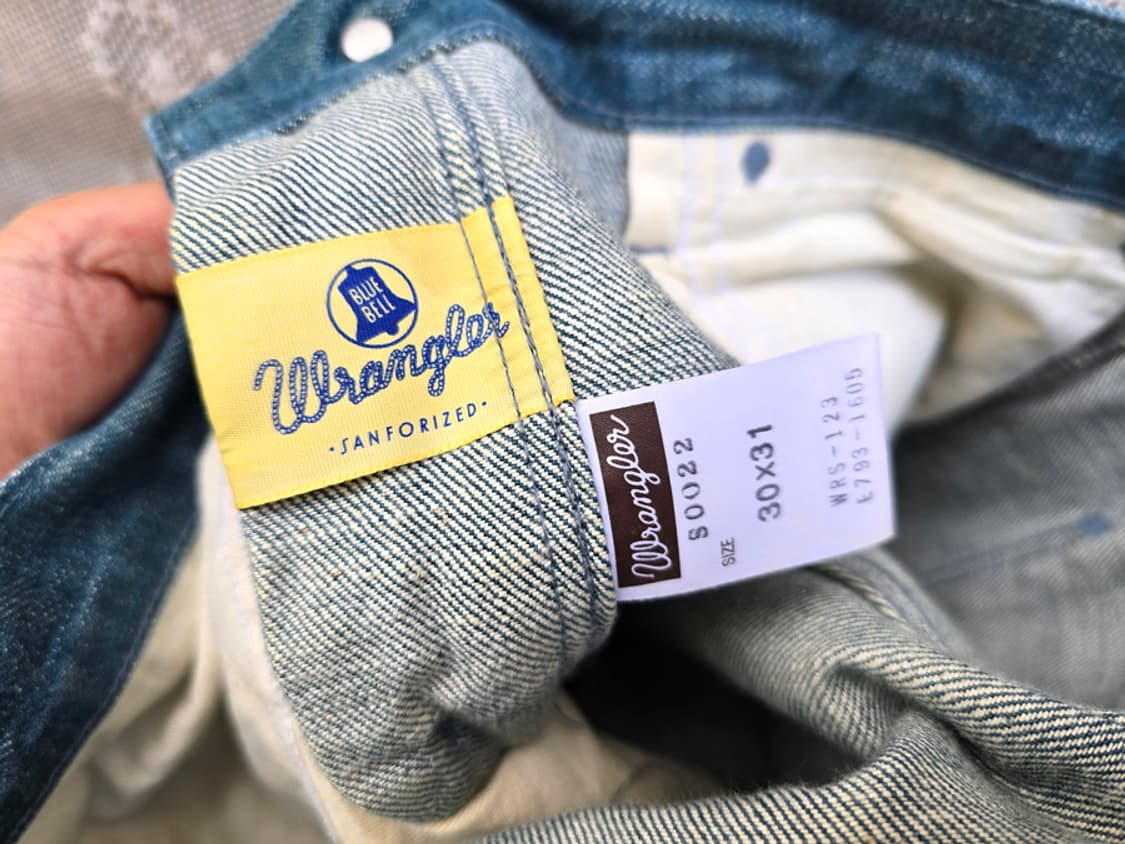 BLUE
BELL
Wrangler
·SANFORIZED·
Wrangler
S0022
SIZE
30X31
WRS-123
E793-1605